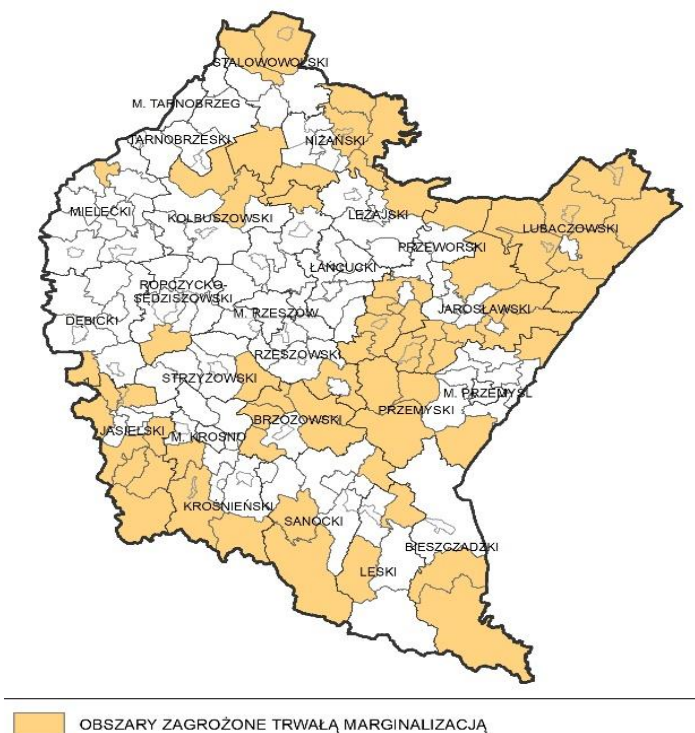 STALOWOWOLSKI
M. TARNOBRZEG
TARNOBRZESKI
NIŻAŃSKI
MIELECKI
KOLBUSZOWSKI
LEŻAJSKI
LUBACZOWSKI
PRZEWORSKI
ŁAŃCUCKI
ROPCZYCKO-
SĘDZISZOWSKI
M. RZESZÓW
JAROSŁAWSKI
DĘBICKI
RZESZOWSKI
STRZYŻOWSKI
M. PRZEMYŚL
BRZOZOWSKI
PRZEMYSKI
JASIELSKI
M. KROSNO
KROŚNIEŃSKI
SANOCKI
BIESZCZADZKI
LESKI
OBSZARY ZAGROŻONE TRWAŁĄ MARGINALIZACJĄ